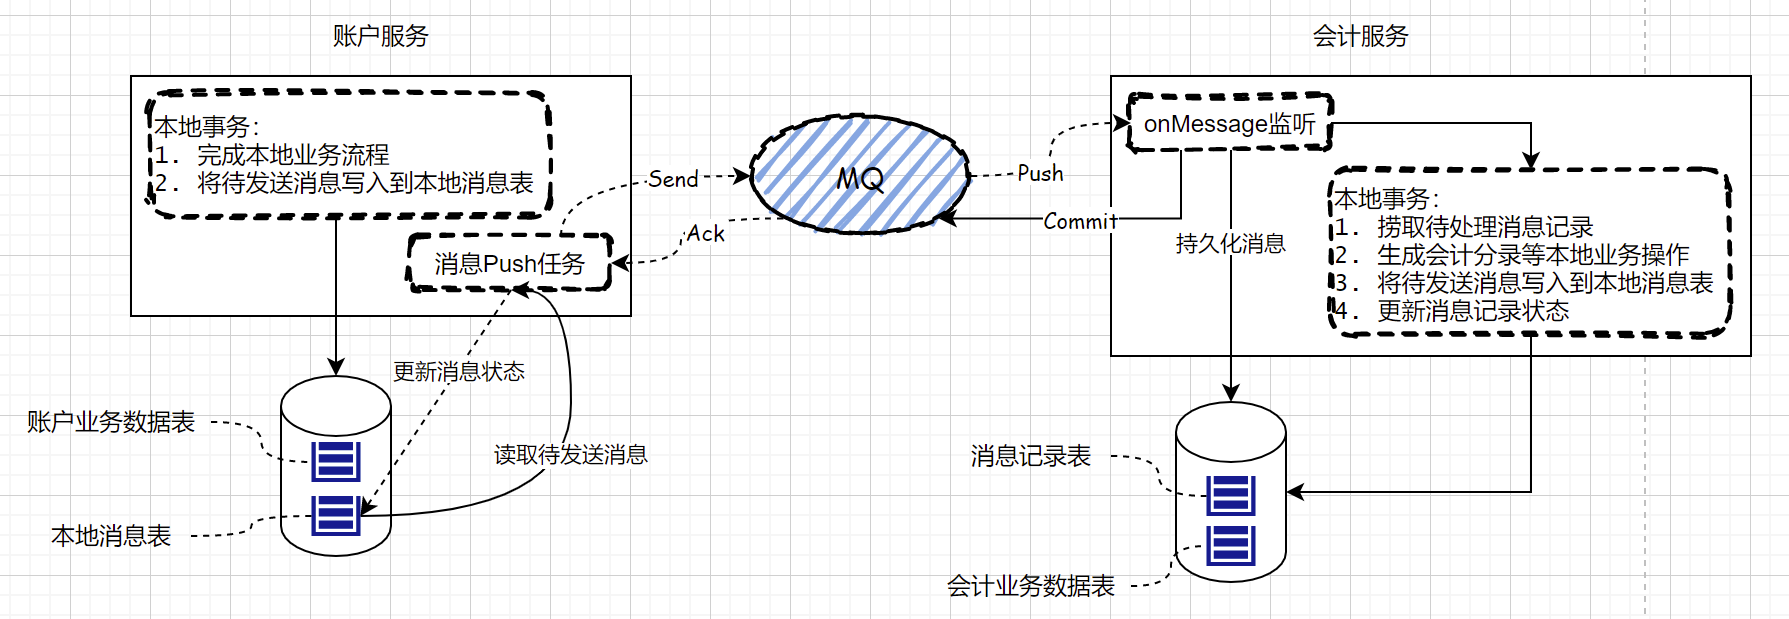 账户服务
会计服务
本地事务:
1. 完成本地业务流程
2. 将待发送消息写入到本地消息表
消息Push任务
Send
Ack
MQ
Push
Commit
onMessage监听
持久化消息
本地事务:
1. 捞取待处理消息记录
2. 生成会计分录等本地业务操作
3. 将待发送消息写入到本地消息表
4. 更新消息记录状态
更新消息状态
读取待发送消息
账户业务数据表
本地消息表
消息记录表
会计业务数据表